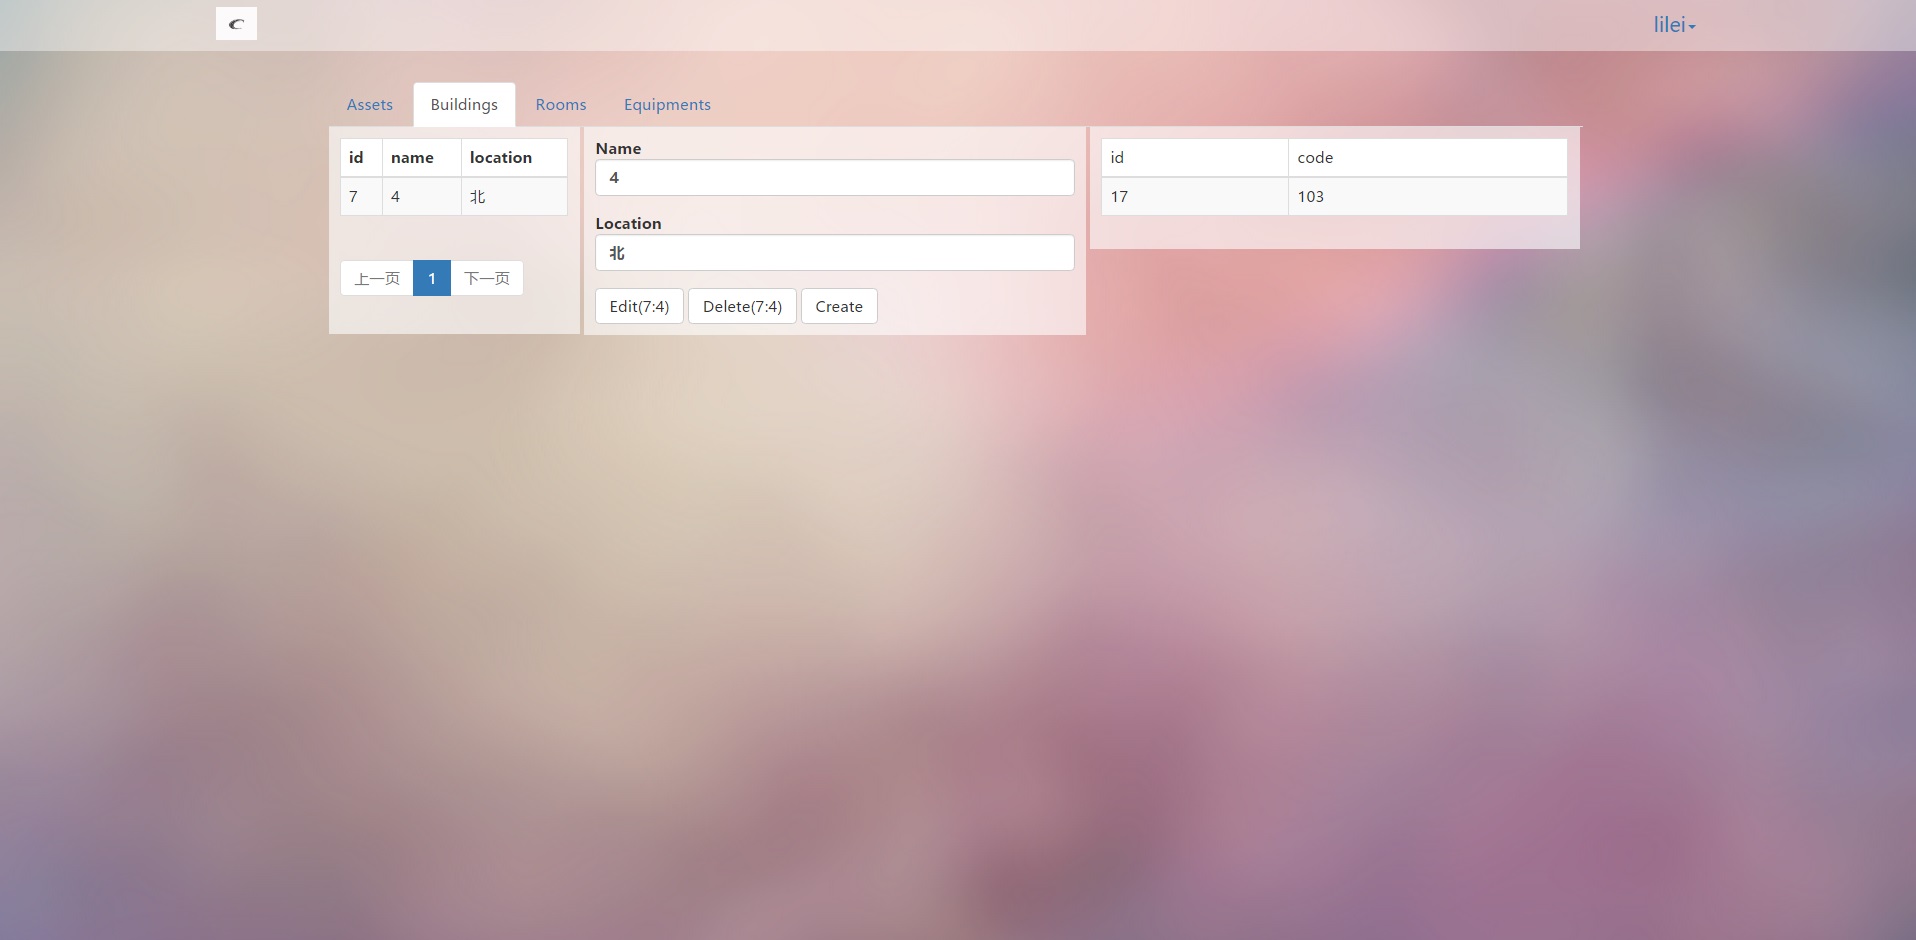 lilei
Assets Buildings Rooms Equipments
id name location
7 4 北
上一页 1 下一页
Name
4
Location
北
Edit(7:4) Delete(7:4) Create
id code
17 103